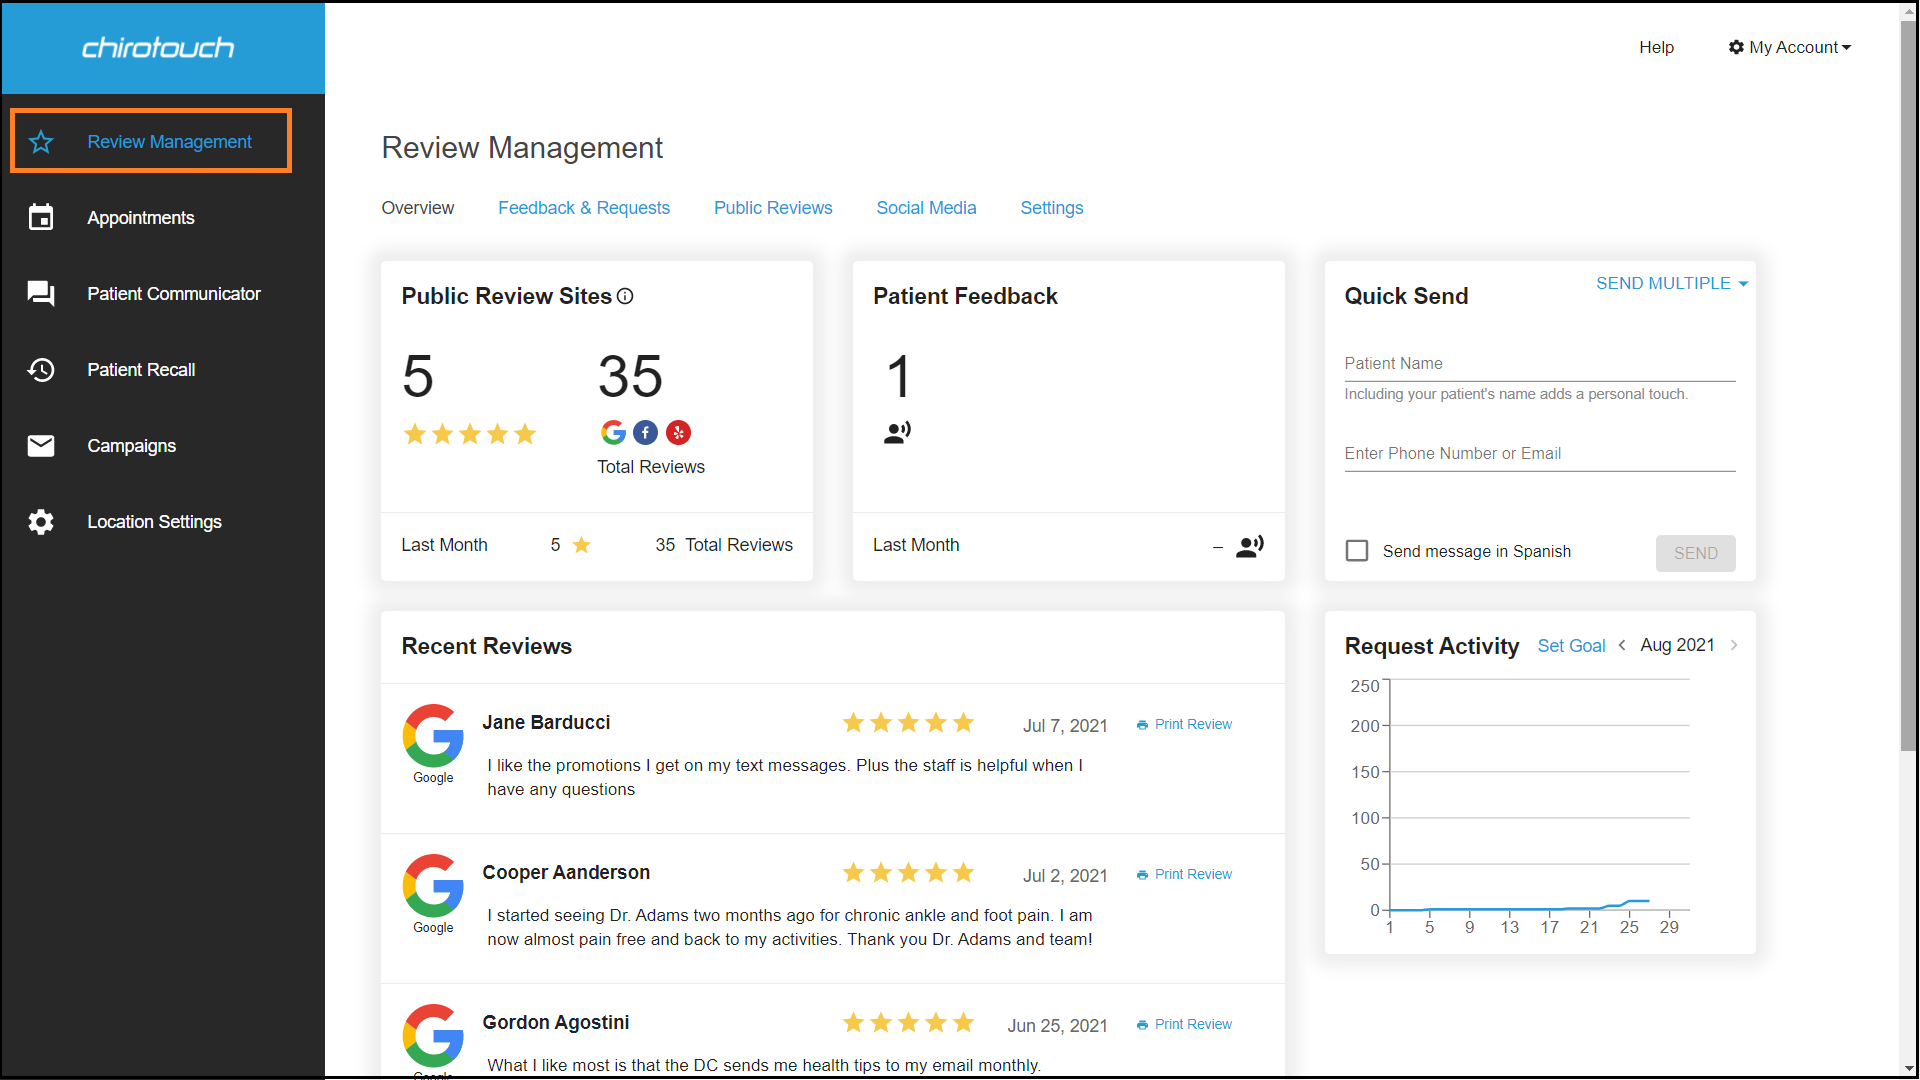 chirotouch
Help
My Account
Review Management
Appointments
Patient Communicator
Patient Recall
Campaigns
Location Settings
Review Management
Overview Feedback & Requests Public Reviews Social Media Settings
Public Review Sites
5 35
Total Reviews
Last Month 5 35 Total Reviews
Patient Feedback
1
Last Month –
Quick Send
SEND MULTIPLE
Patient Name
Including your patient's name adds a personal touch.
Enter Phone Number or Email
Send message in Spanish
SEND
Recent Reviews
Google
Jane Barducci
Jul 7, 2021
Print Review
I like the promotions I get on my text messages. Plus the staff is helpful when I
have any questions
Google
Cooper Aanderson
Jul 2, 2021
Print Review
I started seeing Dr. Adams two months ago for chronic ankle and foot pain. I am
now almost pain free and back to my activities. Thank you Dr. Adams and team!
Google
Gordon Agostini
Jun 25, 2021
Print Review
What I like most is that the DC sends me health tips to my email monthly.
Request Activity
Set Goal
Aug 2021
250
200
150
100
50
0
1 5 9 13 17 21 25 29